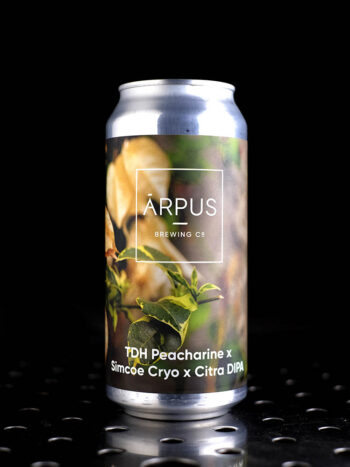 ĀRPUS
BREWING Cº
TDH Peacharine x
Simcoe Cryo x Citra DIPA